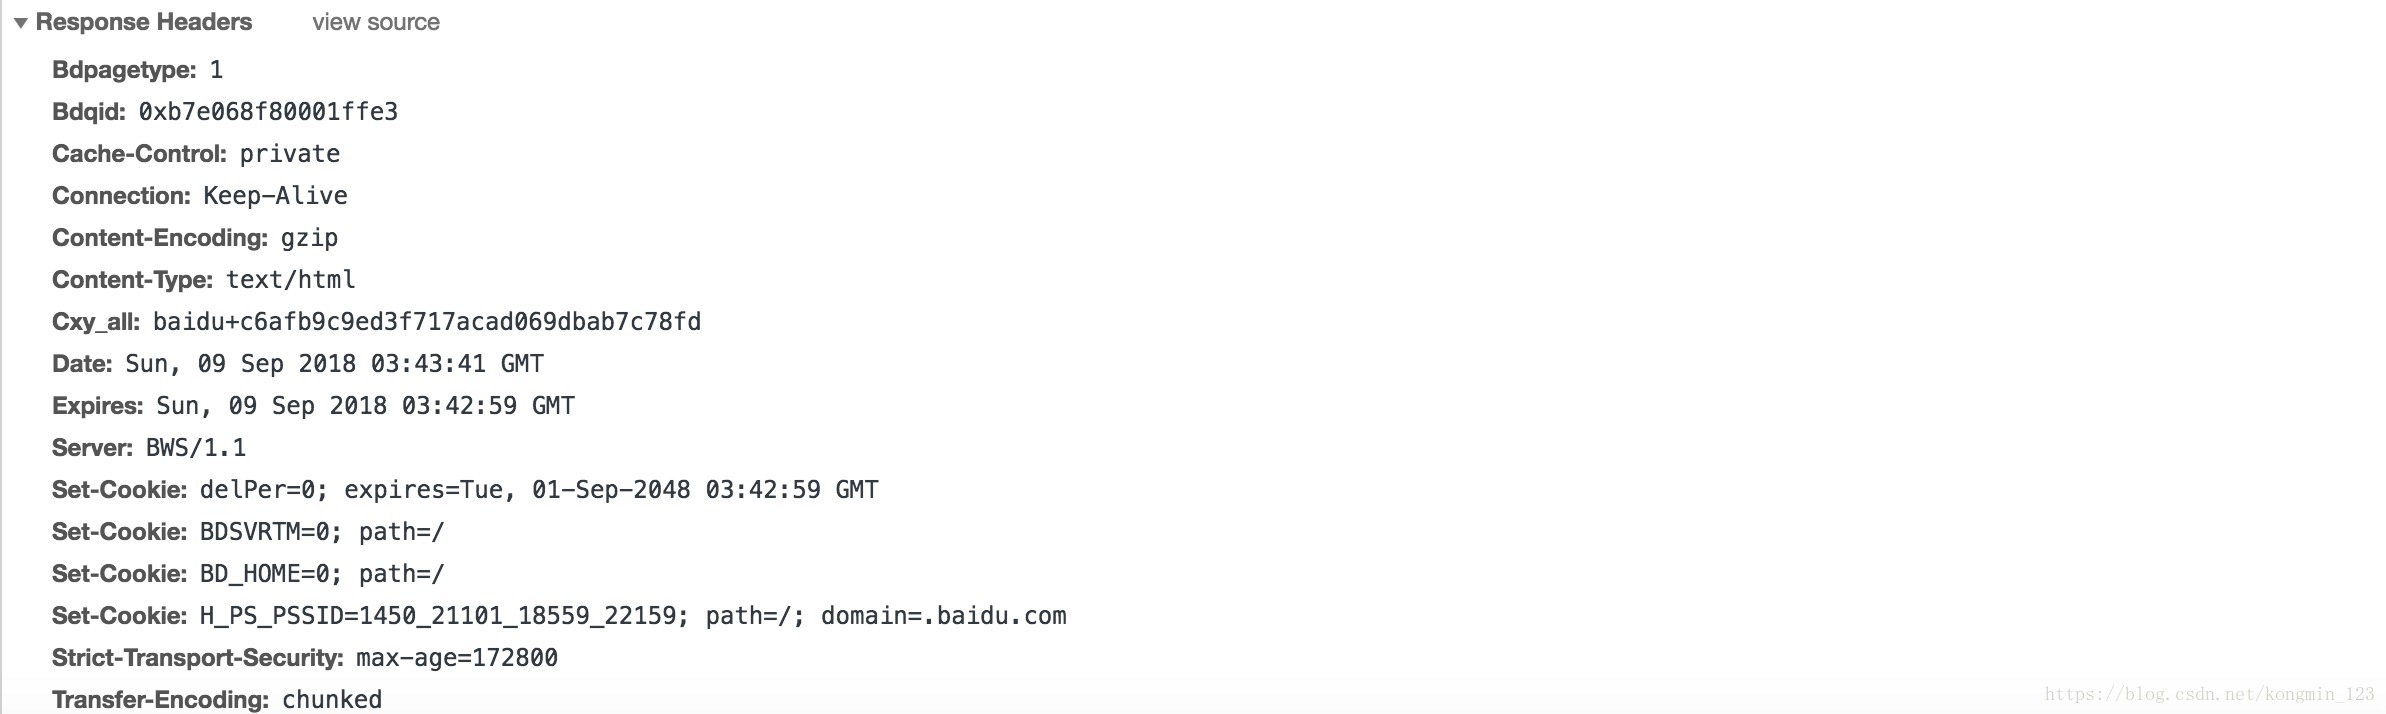 ▼ Response Headers view source
Bdpagetype: 1
Bdqid: 0xb7e068f80001ffe3
Cache-Control: private
Connection: Keep-Alive
Content-Encoding: gzip
Content-Type: text/html
Cxy_all: baidu+c6afb9c9ed3f717acad069dbab7c78fd
Date: Sun, 09 Sep 2018 03:43:41 GMT
Expires: Sun, 09 Sep 2018 03:42:59 GMT
Server: BWS/1.1
Set-Cookie: delPer=0; expires=Tue, 01-Sep-2048 03:42:59 GMT
Set-Cookie: BDSVRTM=0; path=/
Set-Cookie: BD_HOME=0; path=/
Set-Cookie: H_PS_PSSID=1450_21101_18559_22159; path=/; domain=.baidu.com
Strict-Transport-Security: max-age=172800
Transfer-Encoding: chunked
https://blog.csdn.net/kongmin_123